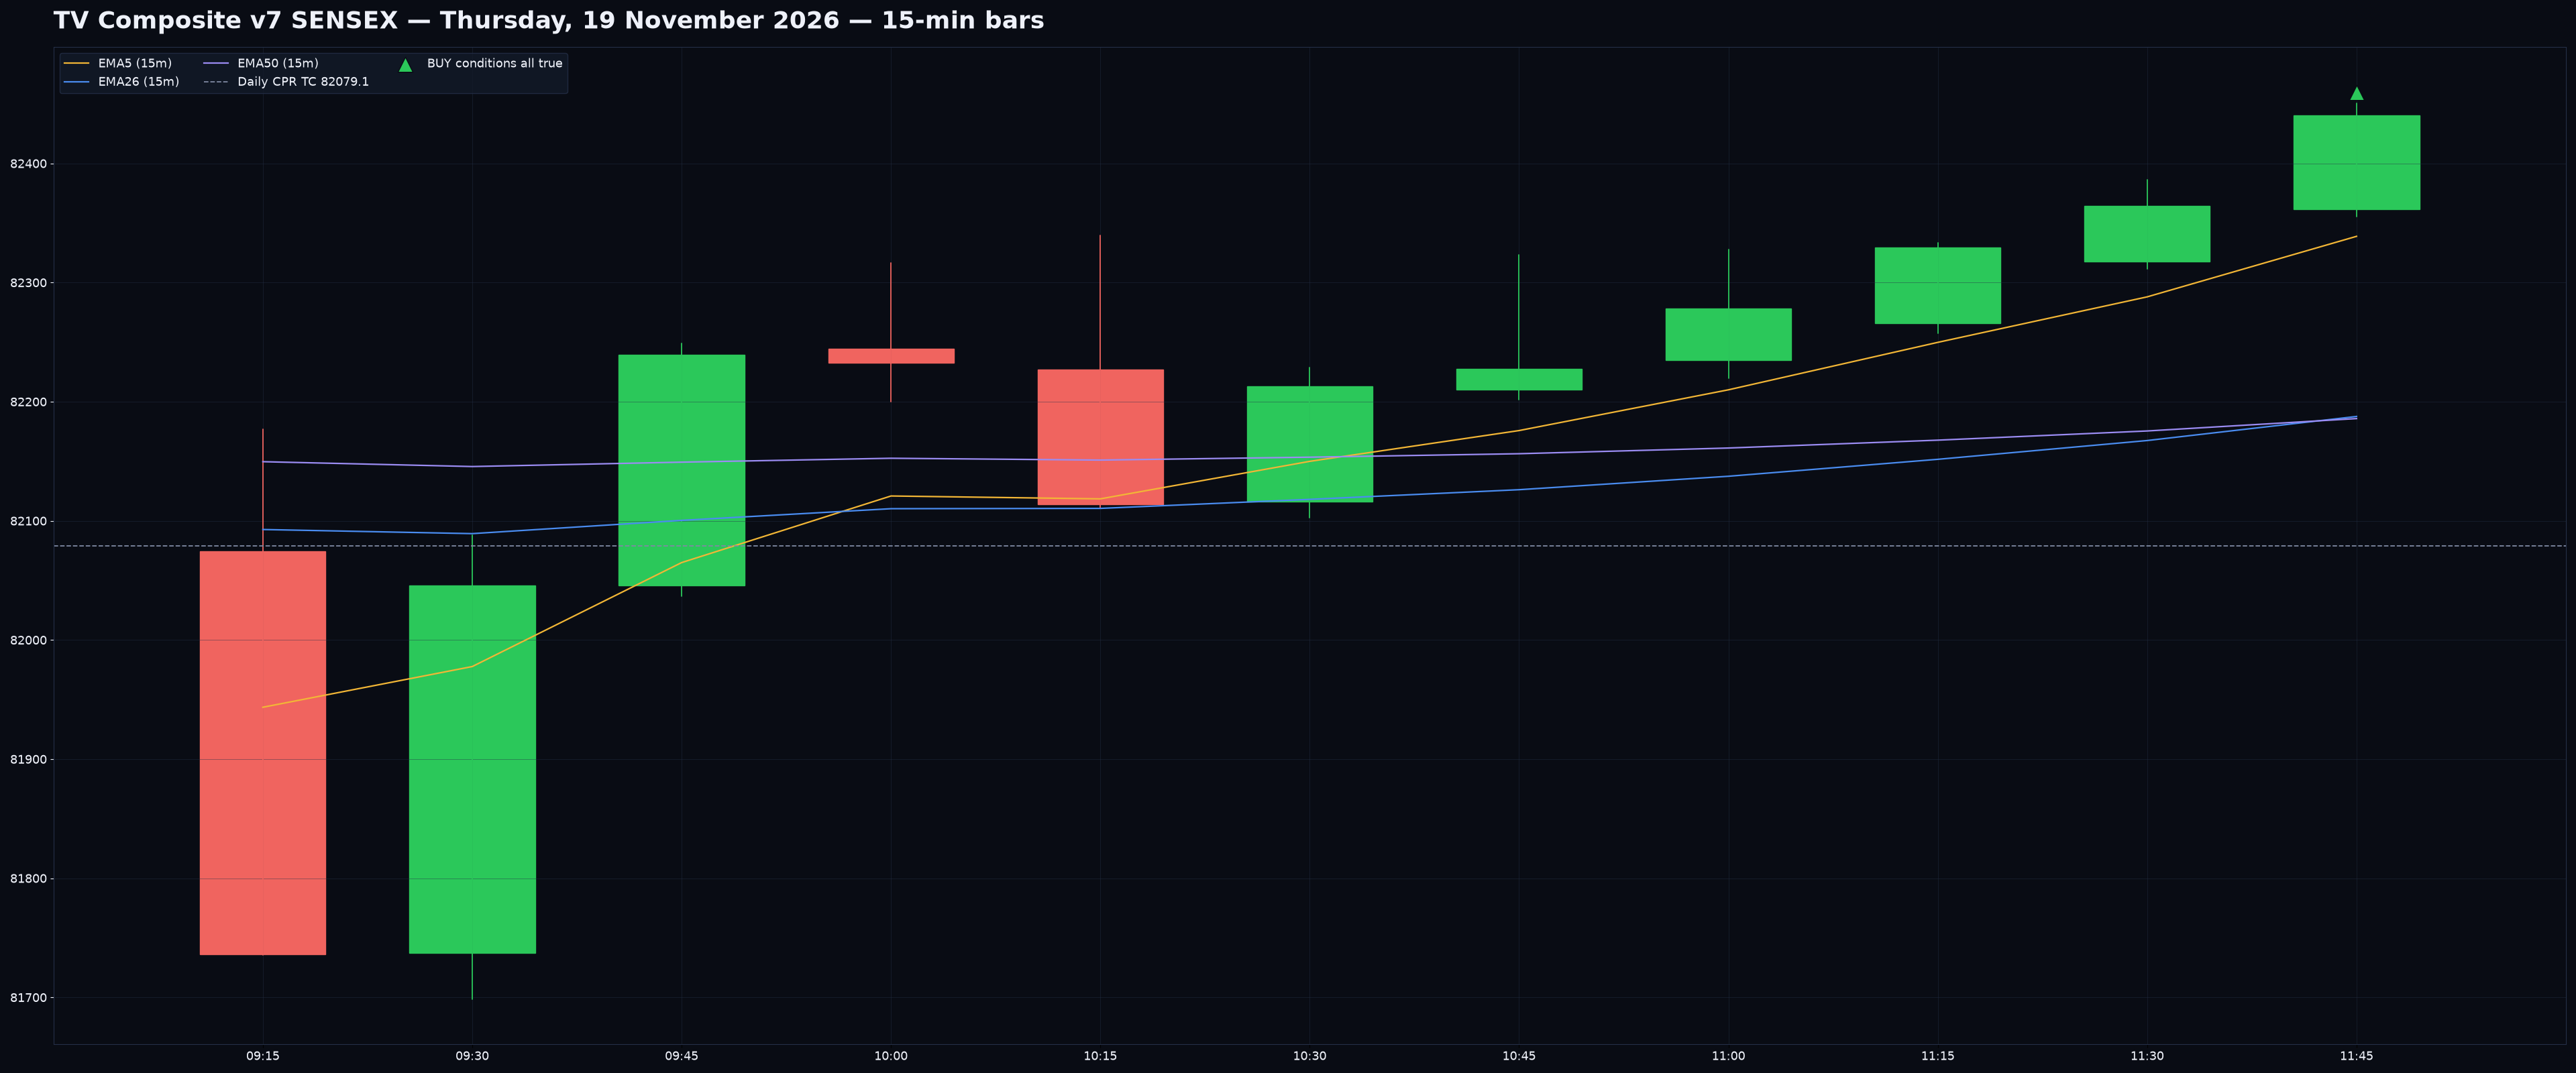 TV Composite v7 SENSEX — Thursday, 19 November 2026 — 15-min bars
EMA5 (15m) EMA50 (15m) BUY conditions all true
EMA26 (15m) Daily CPR TC 82079.1
82400
82300
82200
82100
82000
81900
81800
81700
09:15 09:30 09:45 10:00 10:15 10:30 10:45 11:00 11:15 11:30 11:45